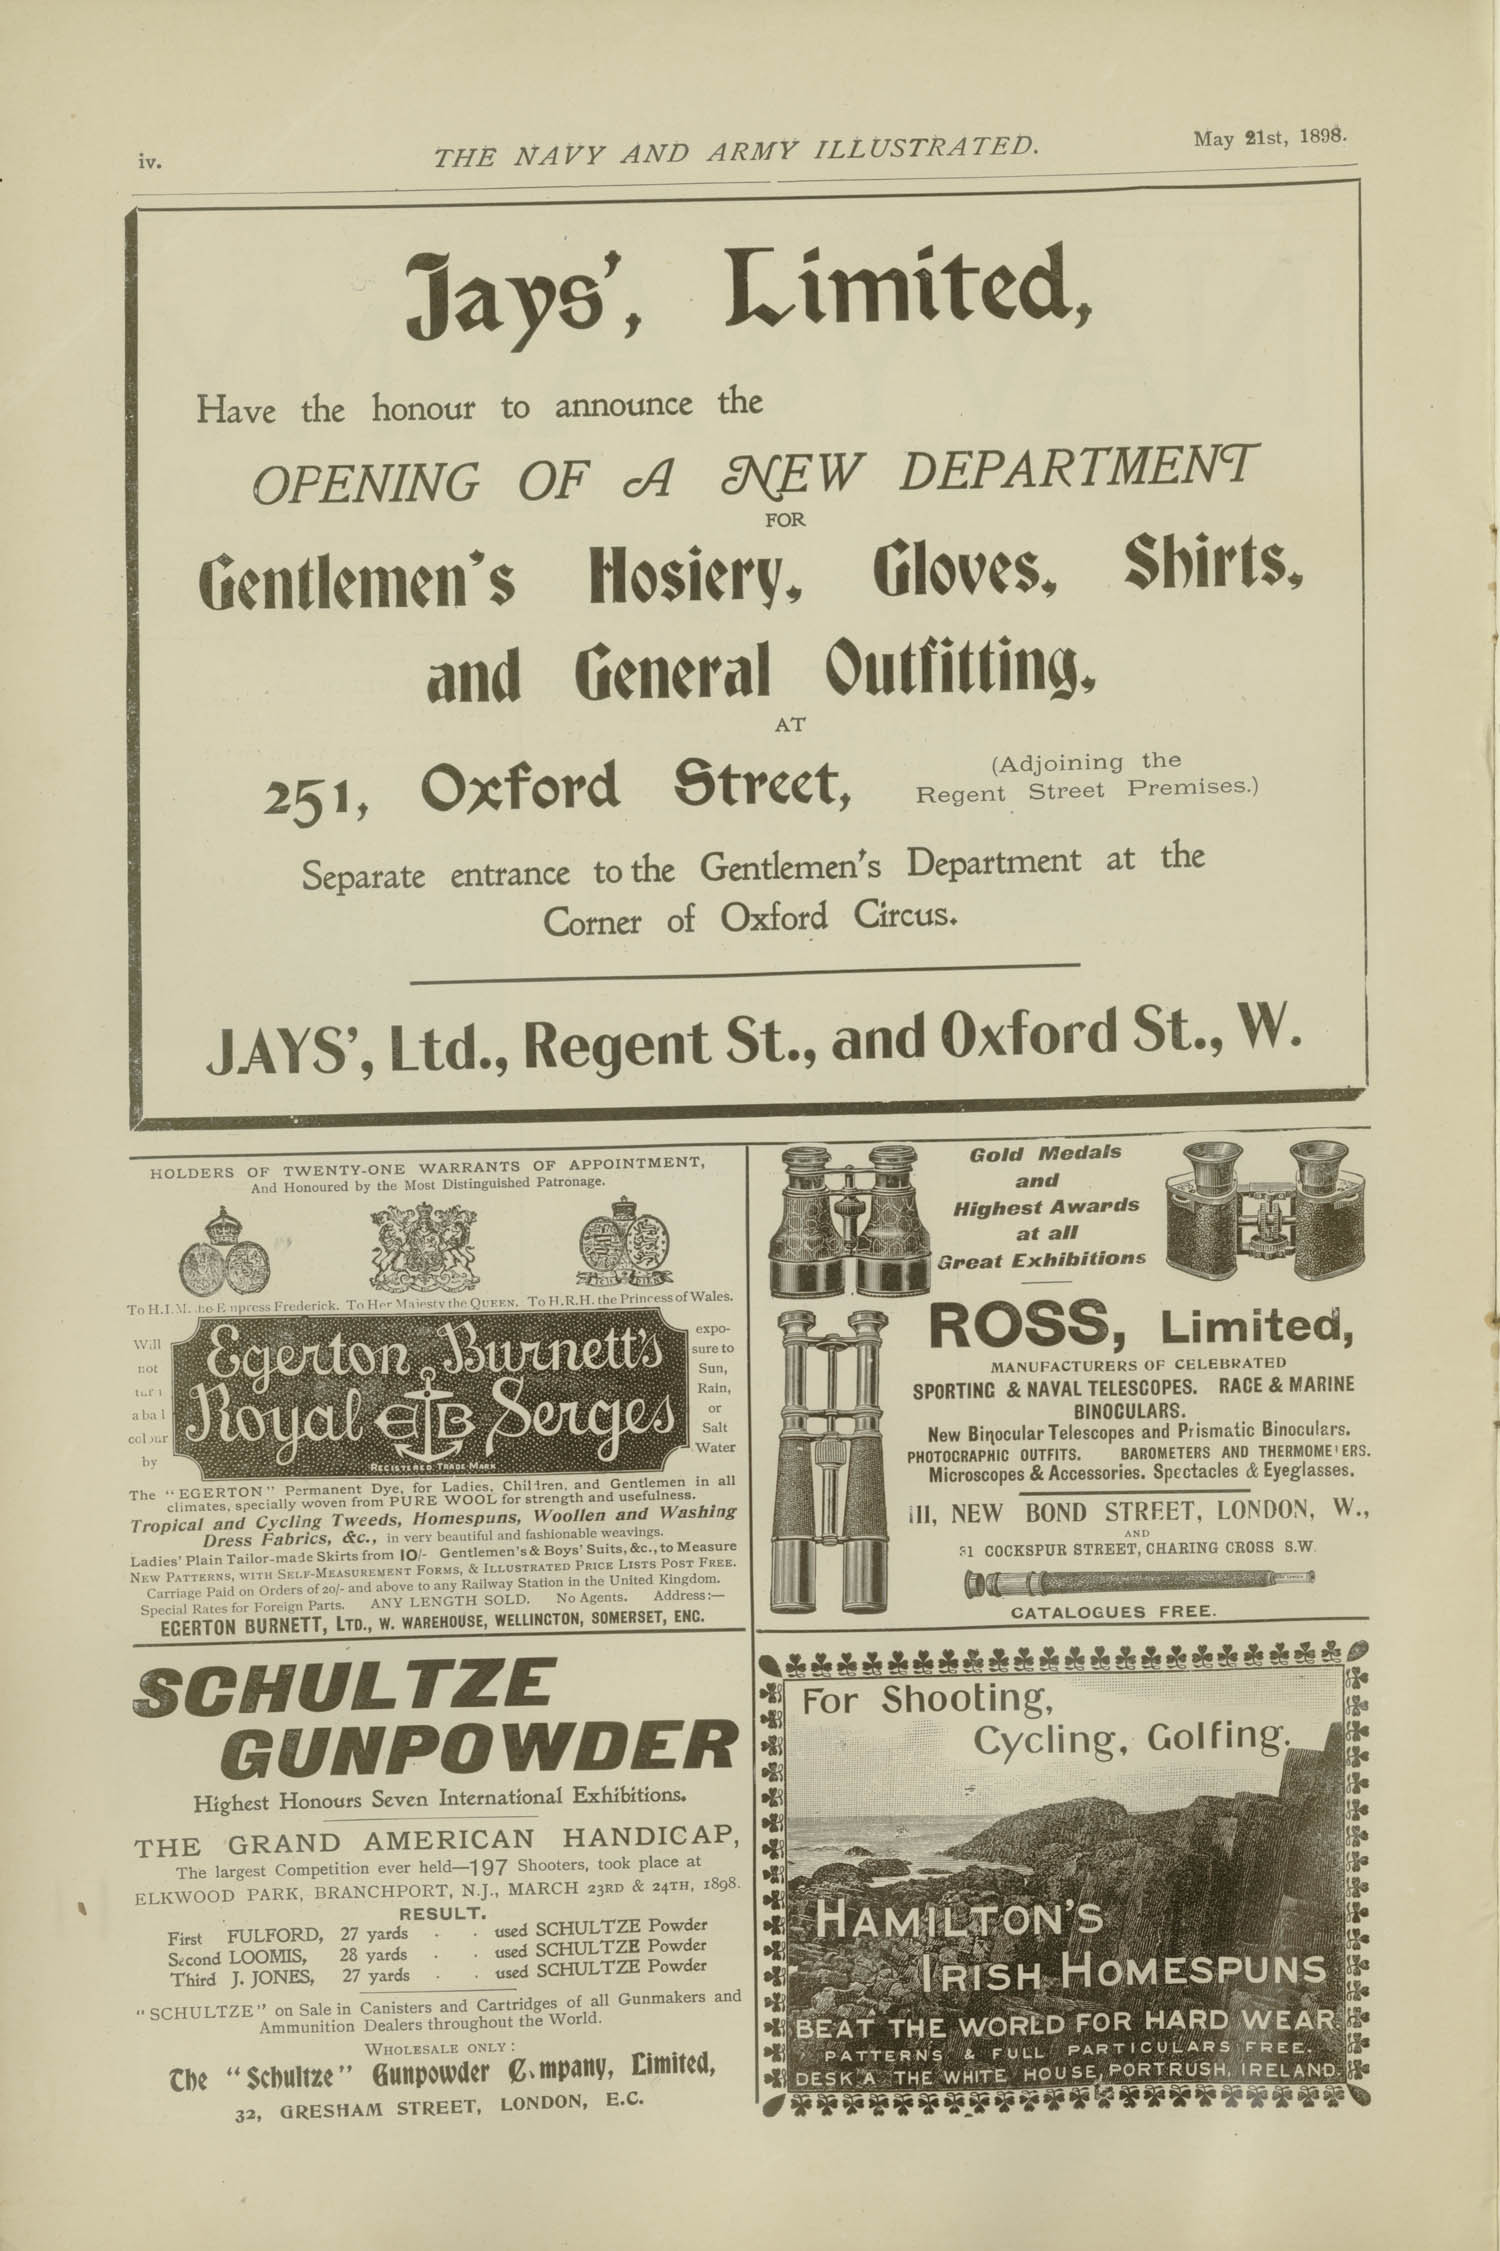 iv.
THE NAVY AND ARMY ILLUSTRATED.
May 21st, 1898.
Jays', Limited,
Have the honour to announce the
OPENING OF A NEW DEPARTMENT
FOR
Gentlemen's Hosiery, Gloves, Shirts,
and General Outfitting,
AT
251, Oxford Street,
(Adjoining the
Regent Street Premises.)
Separate entrance to the Gentlemen's Department at the
Corner of Oxford Circus.
JAYS', Ltd., Regent St., and Oxford St., W.
HOLDERS OF TWENTY-ONE WARRANTS OF APPOINTMENT,
And Honoured by the Most Distinguished Patronage.
To H.I.M. the Empress Frederick. To Her Majesty the QUEEN. To H.R.H. the Princess of Wales.
Will
not
turn
a bad
colour
by
Egerton Burnett's
Royal EB Serges
REGISTERED TRADE MARK
expo-
sure to
Sun,
Rain,
or
Salt
Water
The "EGERTON" Permanent Dye, for Ladies, Children, and Gentlemen in all
climates, specially woven from PURE WOOL for strength and usefulness.
Tropical and Cycling Tweeds, Homespuns, Woollen and Washing
Dress Fabrics, &c., in very beautiful and fashionable weavings.
Ladies' Plain Tailor-made Skirts from 10/- Gentlemen's & Boys' Suits, &c., to Measure
NEW PATTERNS, WITH SELF-MEASUREMENT FORMS, & ILLUSTRATED PRICE LISTS POST FREE.
Carriage Paid on Orders of 20/- and above to any Railway Station in the United Kingdom.
Special Rates for Foreign Parts. ANY LENGTH SOLD. No Agents. Address:—
EGERTON BURNETT, LTD., W. WAREHOUSE, WELLINGTON, SOMERSET, ENG.
Gold Medals
and
Highest Awards
at all
Great Exhibitions
ROSS, Limited,
MANUFACTURERS OF CELEBRATED
SPORTING & NAVAL TELESCOPES. RACE & MARINE
BINOCULARS.
New Binocular Telescopes and Prismatic Binoculars.
PHOTOGRAPHIC OUTFITS. BAROMETERS AND THERMOMETERS.
Microscopes & Accessories. Spectacles & Eyeglasses.
111, NEW BOND STREET, LONDON, W.,
AND
31 COCKSPUR STREET, CHARING CROSS S.W.
CATALOGUES FREE.
SCHULTZE
GUNPOWDER
Highest Honours Seven International Exhibitions.
THE GRAND AMERICAN HANDICAP,
The largest Competition ever held—197 Shooters, took place at
ELKWOOD PARK, BRANCHPORT, N.J., MARCH 23RD & 24TH, 1898.
RESULT.
First FULFORD, 27 yards . . used SCHULTZE Powder
Second LOOMIS, 28 yards . . used SCHULTZE Powder
Third J. JONES, 27 yards . . used SCHULTZE Powder
"SCHULTZE" on Sale in Canisters and Cartridges of all Gunmakers and
Ammunition Dealers throughout the World.
WHOLESALE ONLY:
The "Schultze" Gunpowder Company, Limited,
32, GRESHAM STREET, LONDON, E.C.
For Shooting,
Cycling, Golfing.
HAMILTON'S
IRISH HOMESPUNS
BEAT THE WORLD FOR HARD WEAR
PATTERNS & FULL PARTICULARS FREE.
DESK A THE WHITE HOUSE, PORTRUSH, IRELAND.